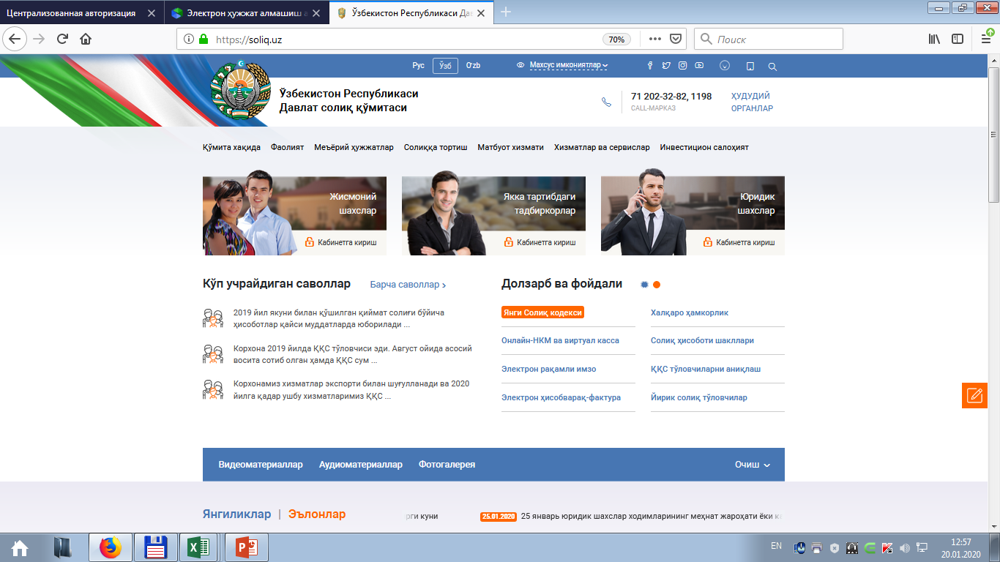 Централизованная авторизация
Электрон ҳужжат алмашиш
Ўзбекистон Республикаси Дав
https://soliq.uz
70%
Поиск
Рус Ўзб O'zb
Махсус имкониятлар
Ўзбекистон Республикаси
Давлат солиқ қўмитаси
71 202-32-82, 1198
CALL-МАРКАЗ
ҲУДУДИЙ
ОРГАНЛАР
Қўмита хақида Фаолият Меъёрий ҳужжатлар Солиққа тортиш Матбуот хизмати Хизматлар ва сервислар Инвестицион салоҳият
Жисмоний
шахслар
Кабинетга кириш
Якка тартибдаги
тадбиркорлар
Кабинетга кириш
Юридик
шахслар
Кабинетга кириш
Кўп учрайдиган саволлар Барча саволлар
2019 йил якуни билан қўшилган қиймат солиғи бўйича
ҳисоботлар қайси муддатларда юборилади ...
Корхона 2019 йилда ҚҚС тўловчиси эди. Август ойида асосий
восита сотиб олган ҳамда ҚҚС сум ...
Корхонамиз хизматлар экспорти билан шуғулланади ва 2020
йилга қадар ушбу хизматларимиз ҚҚС ...
Долзарб ва фойдали
Янги Солиқ кодекси
Онлайн-НКМ ва виртуал касса
Электрон рақамли имзо
Электрон ҳисобварақ-фактура
Халқаро ҳамкорлик
Солиқ ҳисоботи шакллари
ҚҚС тўловчиларни аниқлаш
Йирик солиқ тўловчилар
Видеоматериаллар Аудиоматериаллар Фотогалерея
Очиш
Янгиликлар | Эълонлар
рги куни
25.01.2020 25 январь юридик шахслар ходимларининг меҳнат жароҳати ёки к
EN
12:57
20.01.2020